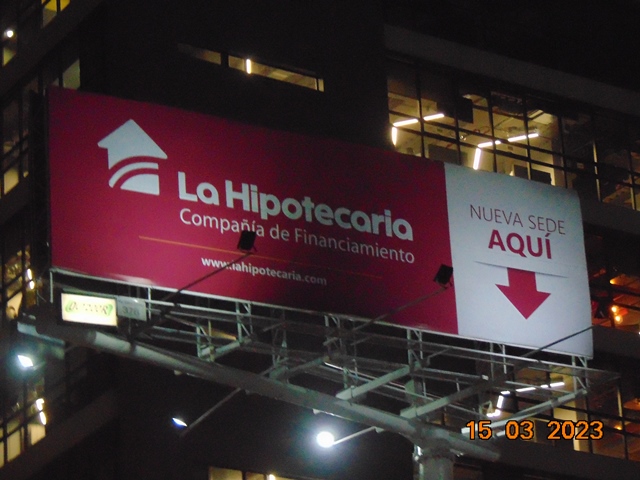 La Hipotecaria
Compañía de Financiamiento
www.lahipotecaria.com
NUEVA SEDE
AQUÍ
15 03 2023